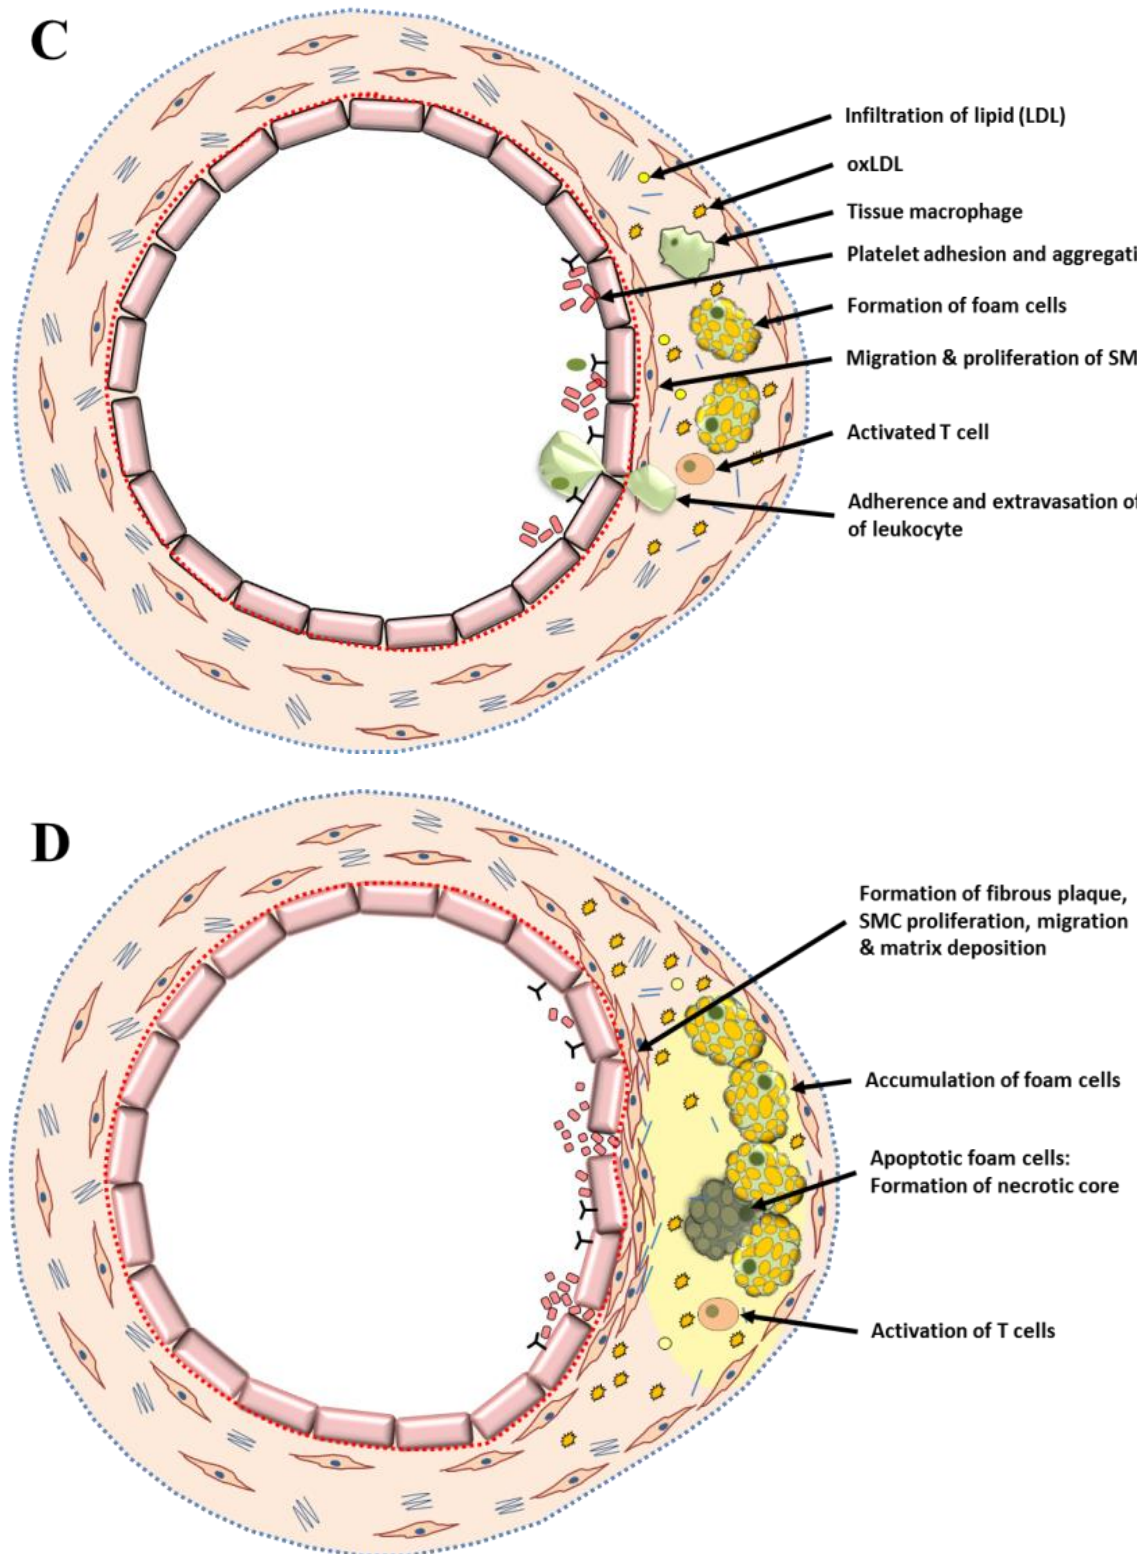 C
Infiltration of lipid (LDL)
oxLDL
Tissue macrophage
Platelet adhesion and aggregati
Formation of foam cells
Migration & proliferation of SM
Activated T cell
Adherence and extravasation of
of leukocyte
D
Formation of fibrous plaque,
SMC proliferation, migration
& matrix deposition
Accumulation of foam cells
Apoptotic foam cells:
Formation of necrotic core
Activation of T cells